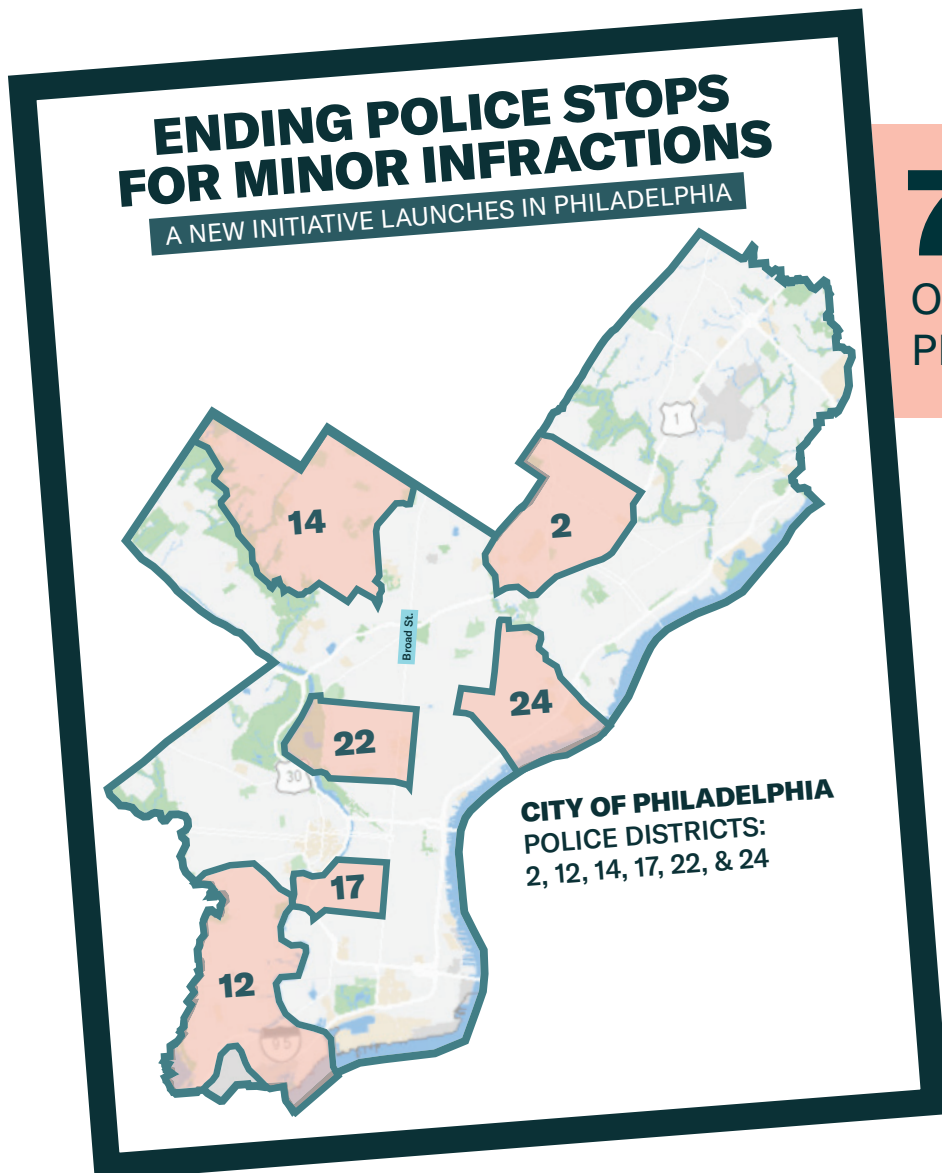 ENDING POLICE STOPS
FOR MINOR INFRACTIONS
A NEW INITIATIVE LAUNCHES IN PHILADELPHIA
7
O
1
14
2
Broad St.
24
22
30
CITY OF PHILADELPHIA
POLICE DISTRICTS:
2, 12, 14, 17, 22, & 24
17
12
95